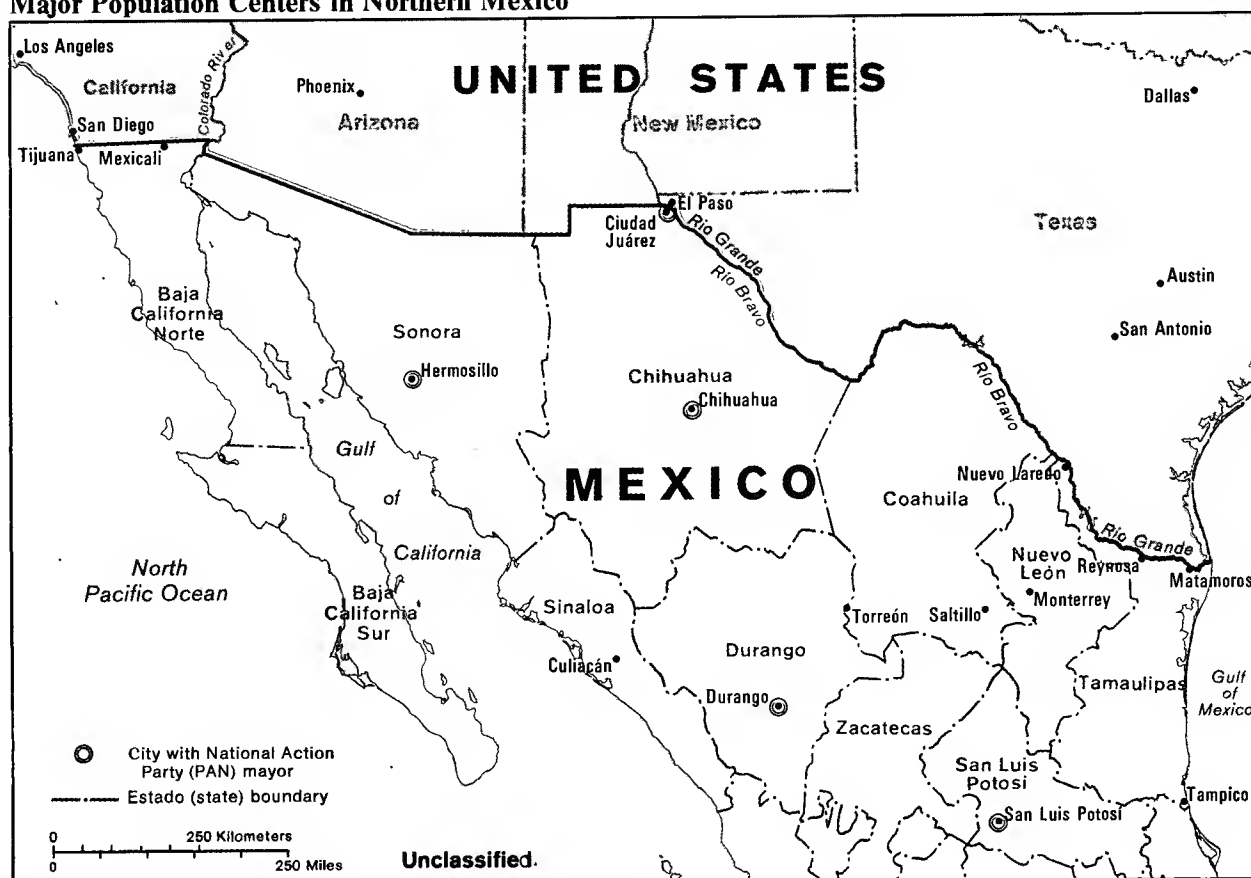 Major Population Centers in Northern Mexico
Los Angeles
California
Colorado River
San Diego
Tijuana
Mexicali
Phoenix
Arizona
UNITED STATES
New Mexico
Dallas
El Paso
Ciudad
Juárez
Rio Grande
Río Bravo
Texas
Austin
San Antonio
Baja
California
Norte
Sonora
Hermosillo
Chihuahua
Chihuahua
Río Bravo
Gulf
of
California
MEXICO
Nuevo Laredo
Coahuila
Rio Grande
North
Pacific Ocean
Baja
California
Sur
Sinaloa
Culiacán
Nuevo
León
Reynosa
Matamoros
Monterrey
Torreón
Saltillo
Durango
Durango
Zacatecas
Tamaulipas
Gulf
of
Mexico
San Luis
Potosí
San Luis Potosí
Tampico
City with National Action
Party (PAN) mayor
Estado (state) boundary
0 250 Kilometers
0 250 Miles
Unclassified.